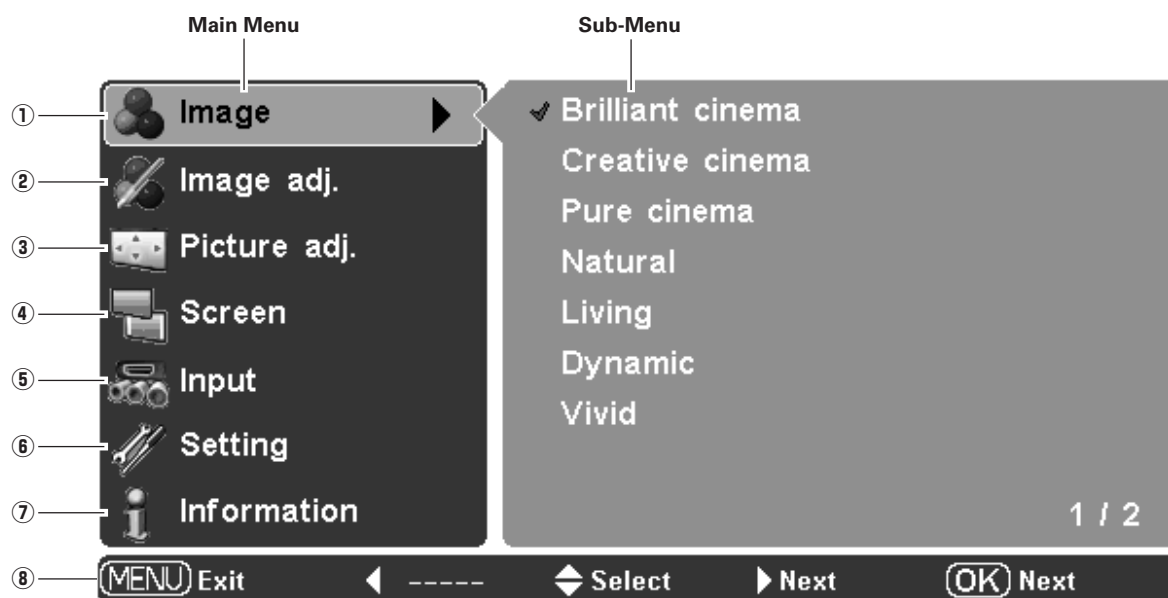 Main Menu
Sub-Menu
① Image
② Image adj.
③ Picture adj.
④ Screen
⑤ Input
⑥ Setting
⑦ Information
Brilliant cinema
Creative cinema
Pure cinema
Natural
Living
Dynamic
Vivid
1 / 2
⑧ MENU Exit ◀ ----- Select ▶ Next OK Next